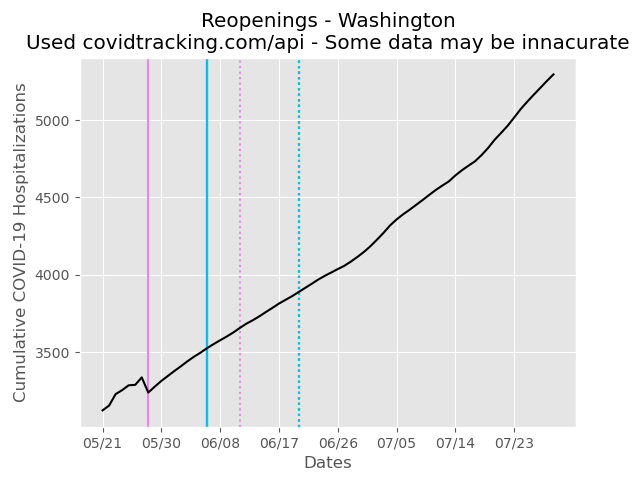 Reopenings - Washington
Used covidtracking.com/api - Some data may be innacurate
Cumulative COVID-19 Hospitalizations
5000
4500
4000
3500
05/21 05/30 06/08 06/17 06/26 07/05 07/14 07/23
Dates